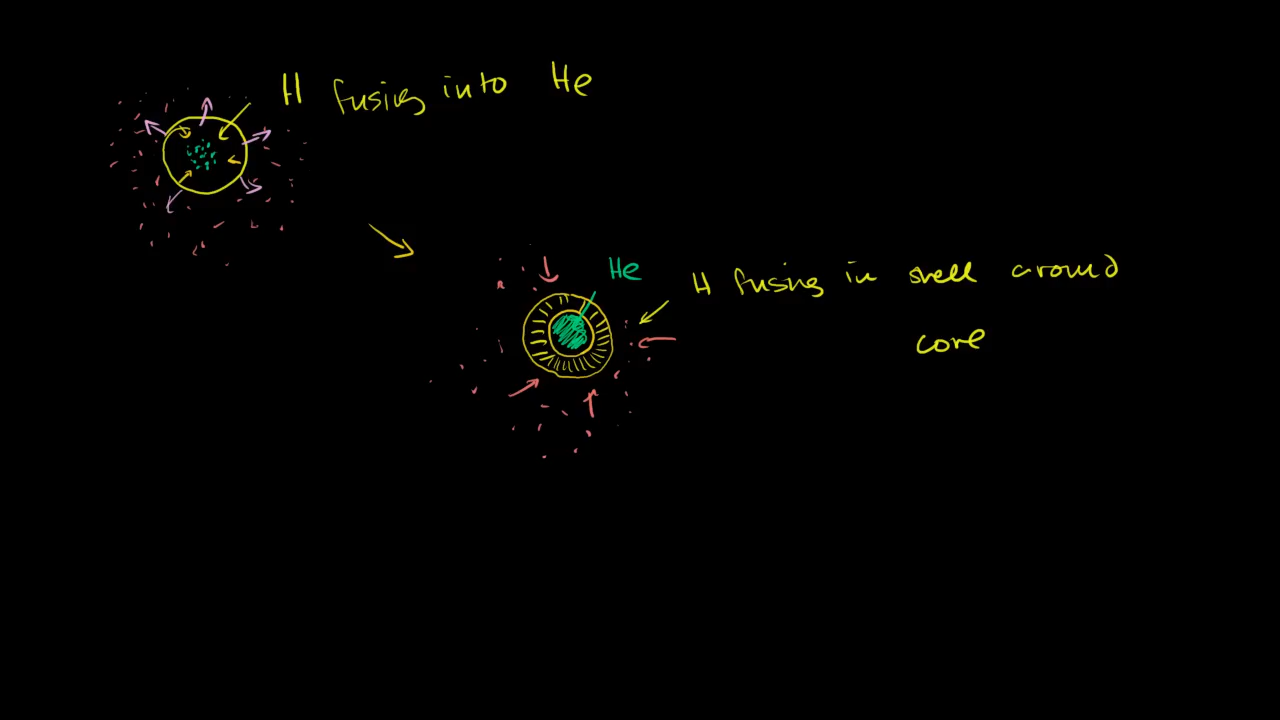 H fusing into He
He
H fusing in shell around
core